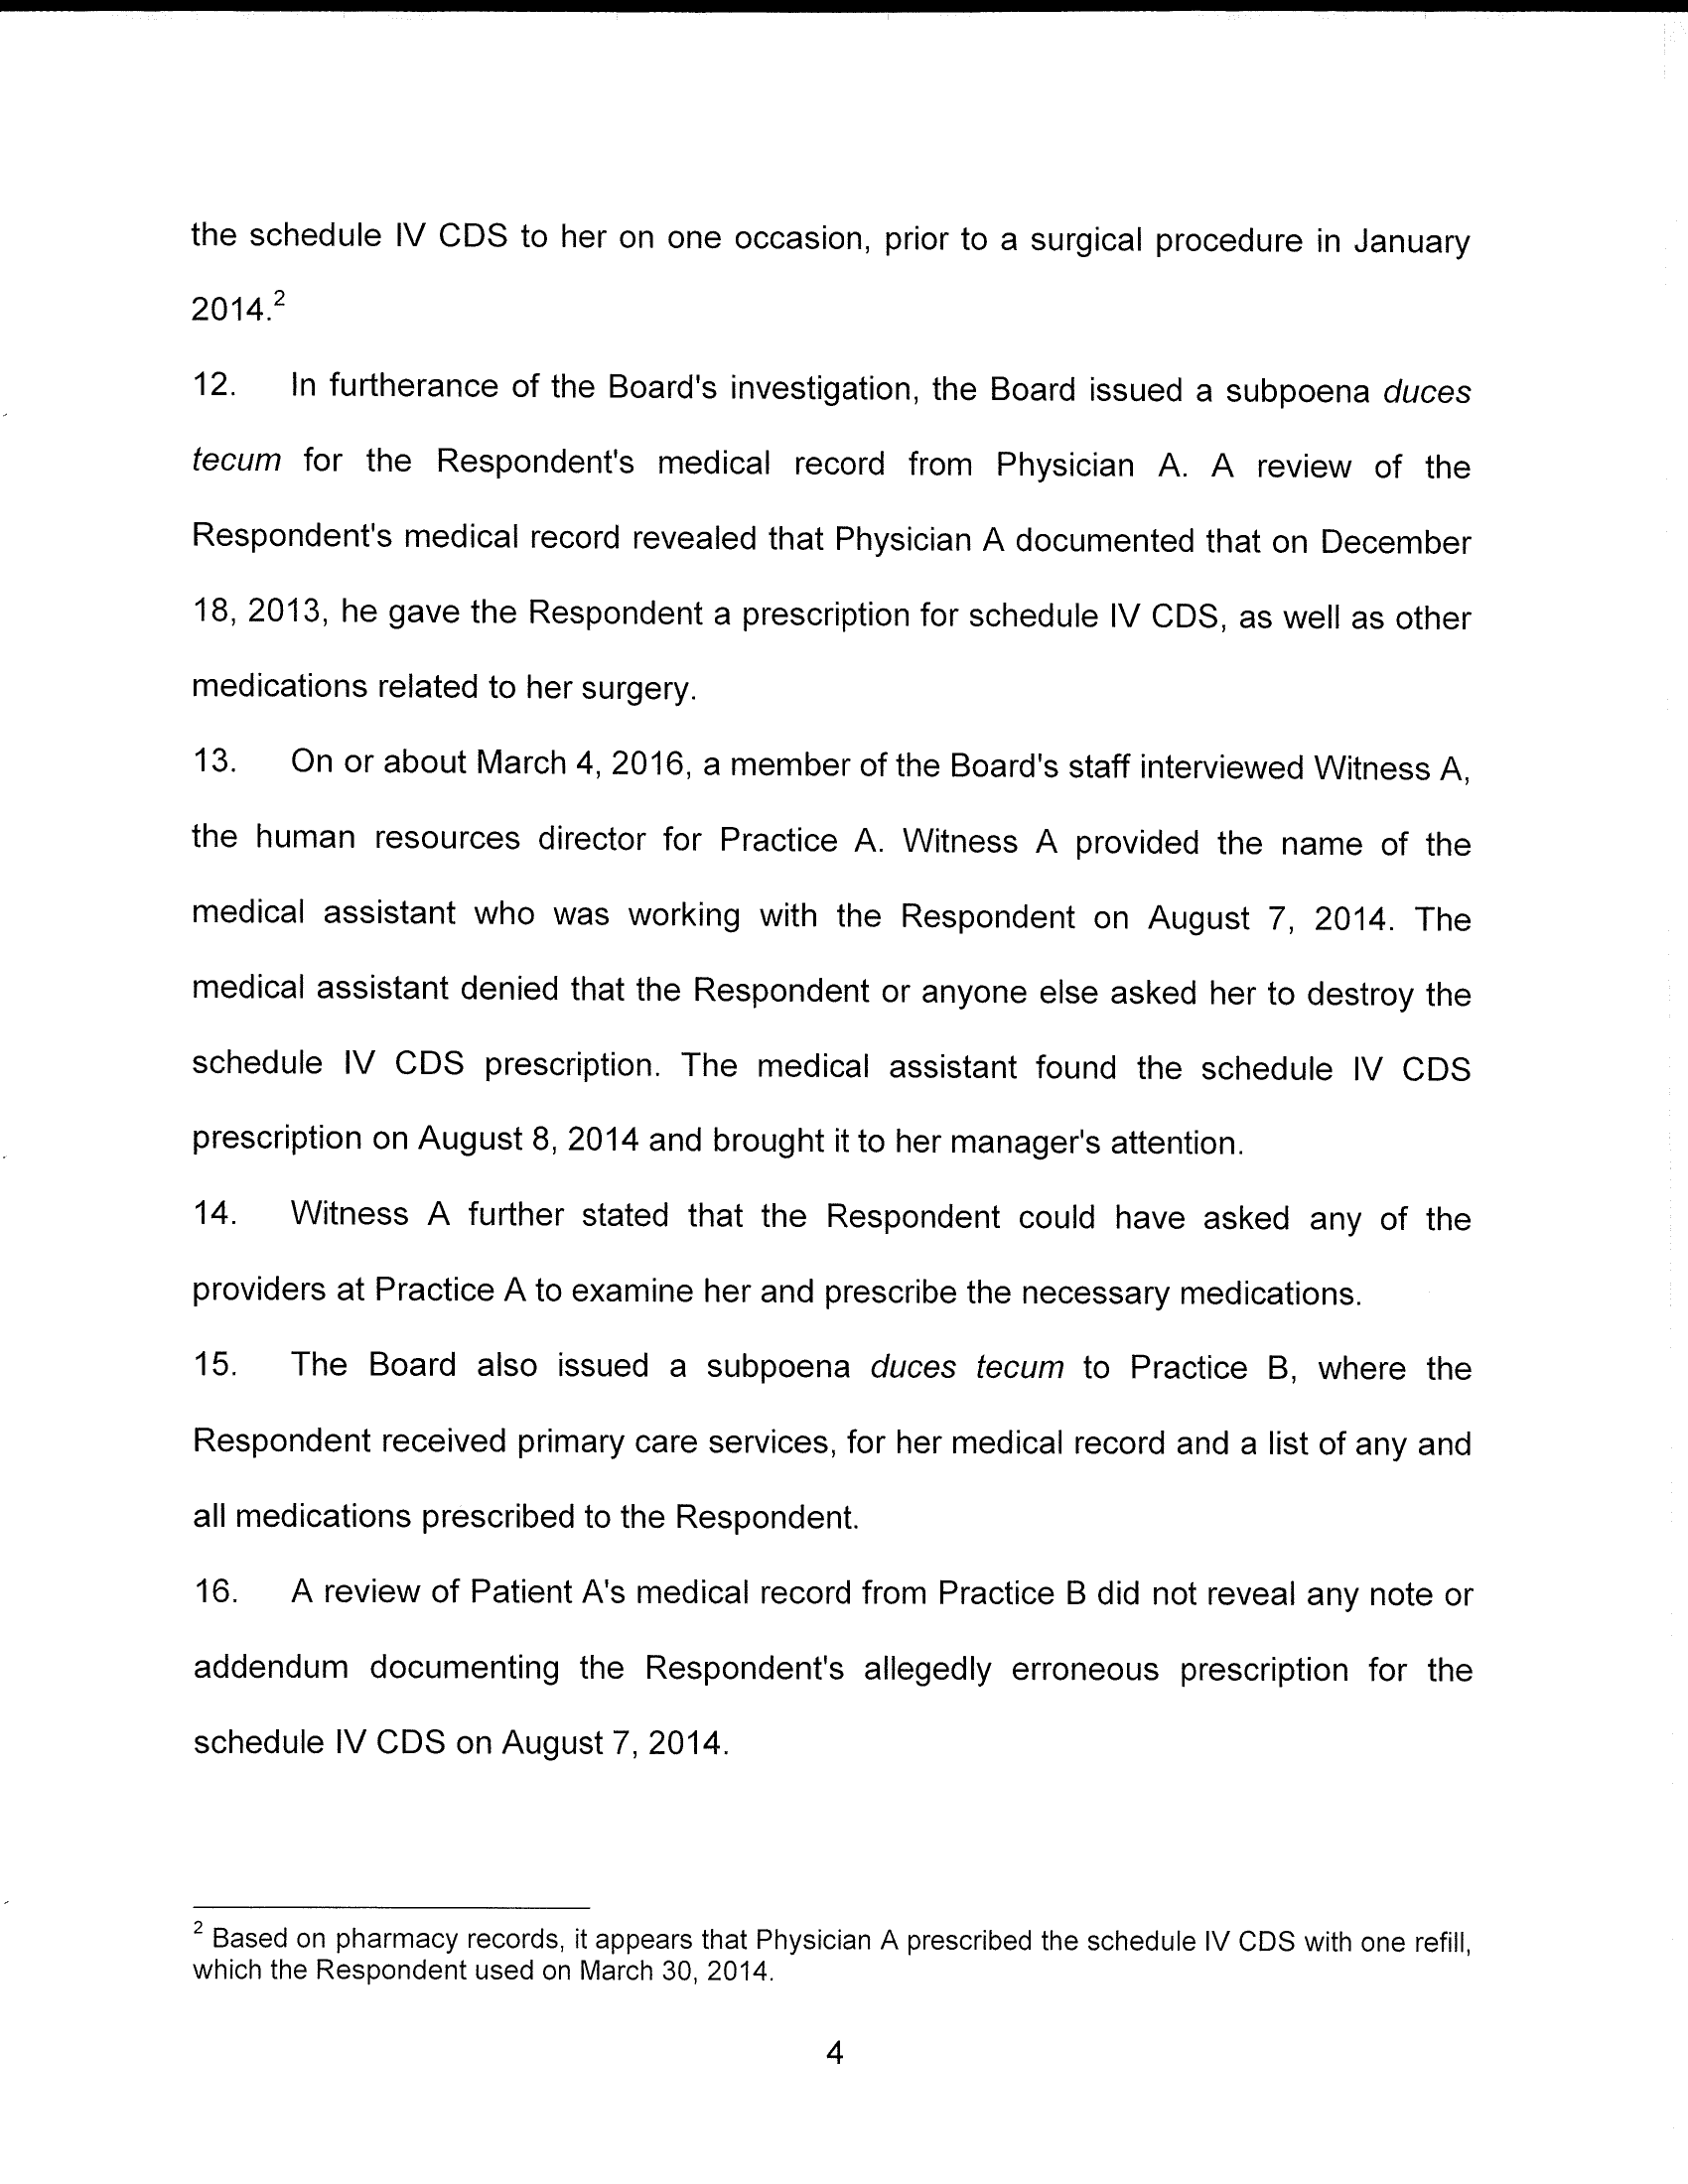 the schedule IV CDS to her on one occasion, prior to a surgical procedure in January
2014.2
12. In furtherance of the Board's investigation, the Board issued a subpoena duces
tecum for the Respondent's medical record from Physician A. A review of the
Respondent's medical record revealed that Physician A documented that on December
18, 2013, he gave the Respondent a prescription for schedule IV CDS, as well as other
medications related to her surgery.
13. On or about March 4, 2016, a member of the Board's staff interviewed Witness A,
the human resources director for Practice A. Witness A provided the name of the
medical assistant who was working with the Respondent on August 7, 2014. The
medical assistant denied that the Respondent or anyone else asked her to destroy the
schedule IV CDS prescription. The medical assistant found the schedule IV CDS
prescription on August 8, 2014 and brought it to her manager's attention.
14. Witness A further stated that the Respondent could have asked any of the
providers at Practice A to examine her and prescribe the necessary medications.
15. The Board also issued a subpoena duces tecum to Practice B, where the
Respondent received primary care services, for her medical record and a list of any and
all medications prescribed to the Respondent.
16. A review of Patient A's medical record from Practice B did not reveal any note or
addendum documenting the Respondent's allegedly erroneous prescription for the
schedule IV CDS on August 7, 2014.
2 Based on pharmacy records, it appears that Physician A prescribed the schedule IV CDS with one refill,
which the Respondent used on March 30, 2014.
4